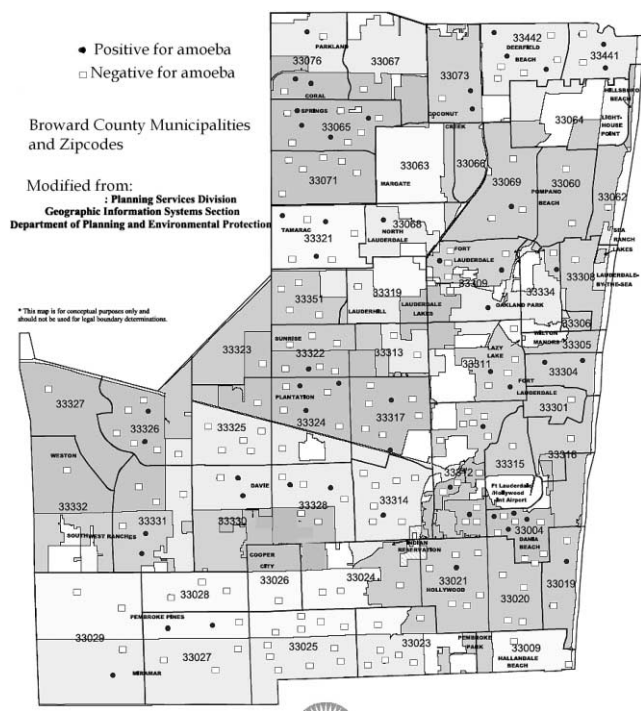 Positive for amoeba
Negative for amoeba
Broward County Municipalities
and Zipcodes
Modified from:
: Planning Services Division
Geographic Information Systems Section
Department of Planning and Environmental Protection
* This map is for conceptual purposes only and
should not be used for legal boundary determinations.
33442
DEERFIELD
BEACH
33441
PARKLAND
33076
33067
33073
HILLSBORO
BEACH
CORAL
SPRINGS
33065
COCONUT
CREEK
33064
LIGHT-
HOUSE
POINT
33063
MARGATE
33066
33071
33069
33060
POMPANO
BEACH
33062
33068
TAMARAC
33321
NORTH
LAUDERDALE
SEA
RANCH
LAKES
FORT
LAUDERDALE
33309
33308
LAUDERDALE-
BY-THE-SEA
33319
33351
LAUDERHILL
LAUDERDALE
LAKES
33334
OAKLAND PARK
33306
WILTON
MANORS
33305
SUNRISE
33323
33322
33313
LAZY
LAKE
33311
33304
FORT
LAUDERDALE
33301
33327
33326
PLANTATION
33324
33317
33325
WESTON
33312
33315
33316
Ft Lauderdale
/Hollywood
Int Airport
33332
DAVIE
33328
33314
33331
SOUTHWEST RANCHES
33330
33004
DANIA
BEACH
INDIAN
RESERVATION
COOPER
CITY
33026
33024
33021
HOLLYWOOD
33019
33020
33028
PEMBROKE PINES
33029
33027
33025
33023
PEMBROKE
PARK
33009
HALLANDALE
BEACH
MIRAMAR